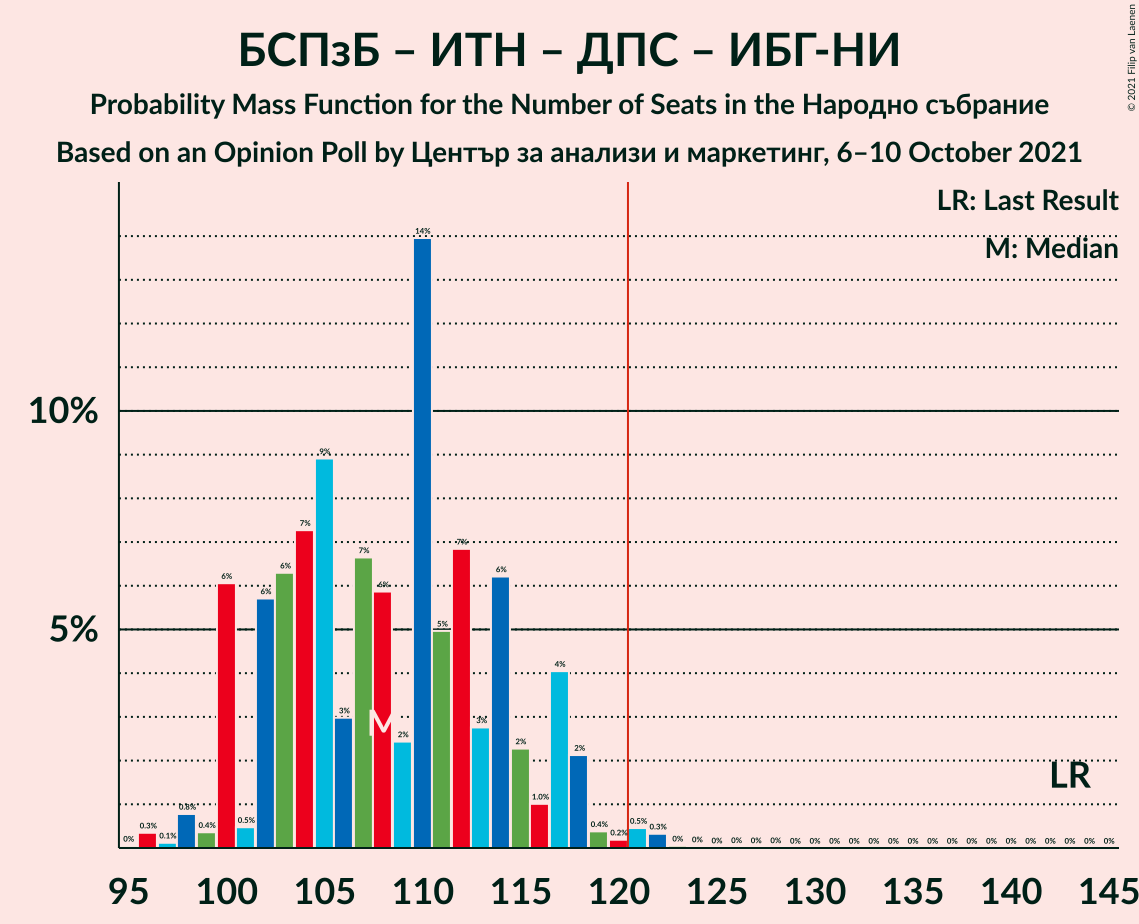 БСПзБ – ИТН – ДПС – ИБГ-НИ
Probability Mass Function for the Number of Seats in the Народно събрание
Based on an Opinion Poll by Център за анализи и маркетинг, 6–10 October 2021
© 2021 Filip van Laenen
LR: Last Result
M: Median
10%
5%
0% 0.3% 0.1% 0.8% 0.4% 6% 0.5% 6% 6% 7% 9% 3% 7% 6% 2% 14% 5% 7% 3% 6% 2% 1.0% 4% 2% 0.4% 0.2% 0.5% 0.3% 0% 0% 0% 0% 0% 0% 0% 0% 0% 0% 0% 0% 0% 0% 0% 0% 0% 0% 0% 0% 0% 0% 0%
M
LR
95 100 105 110 115 120 125 130 135 140 145